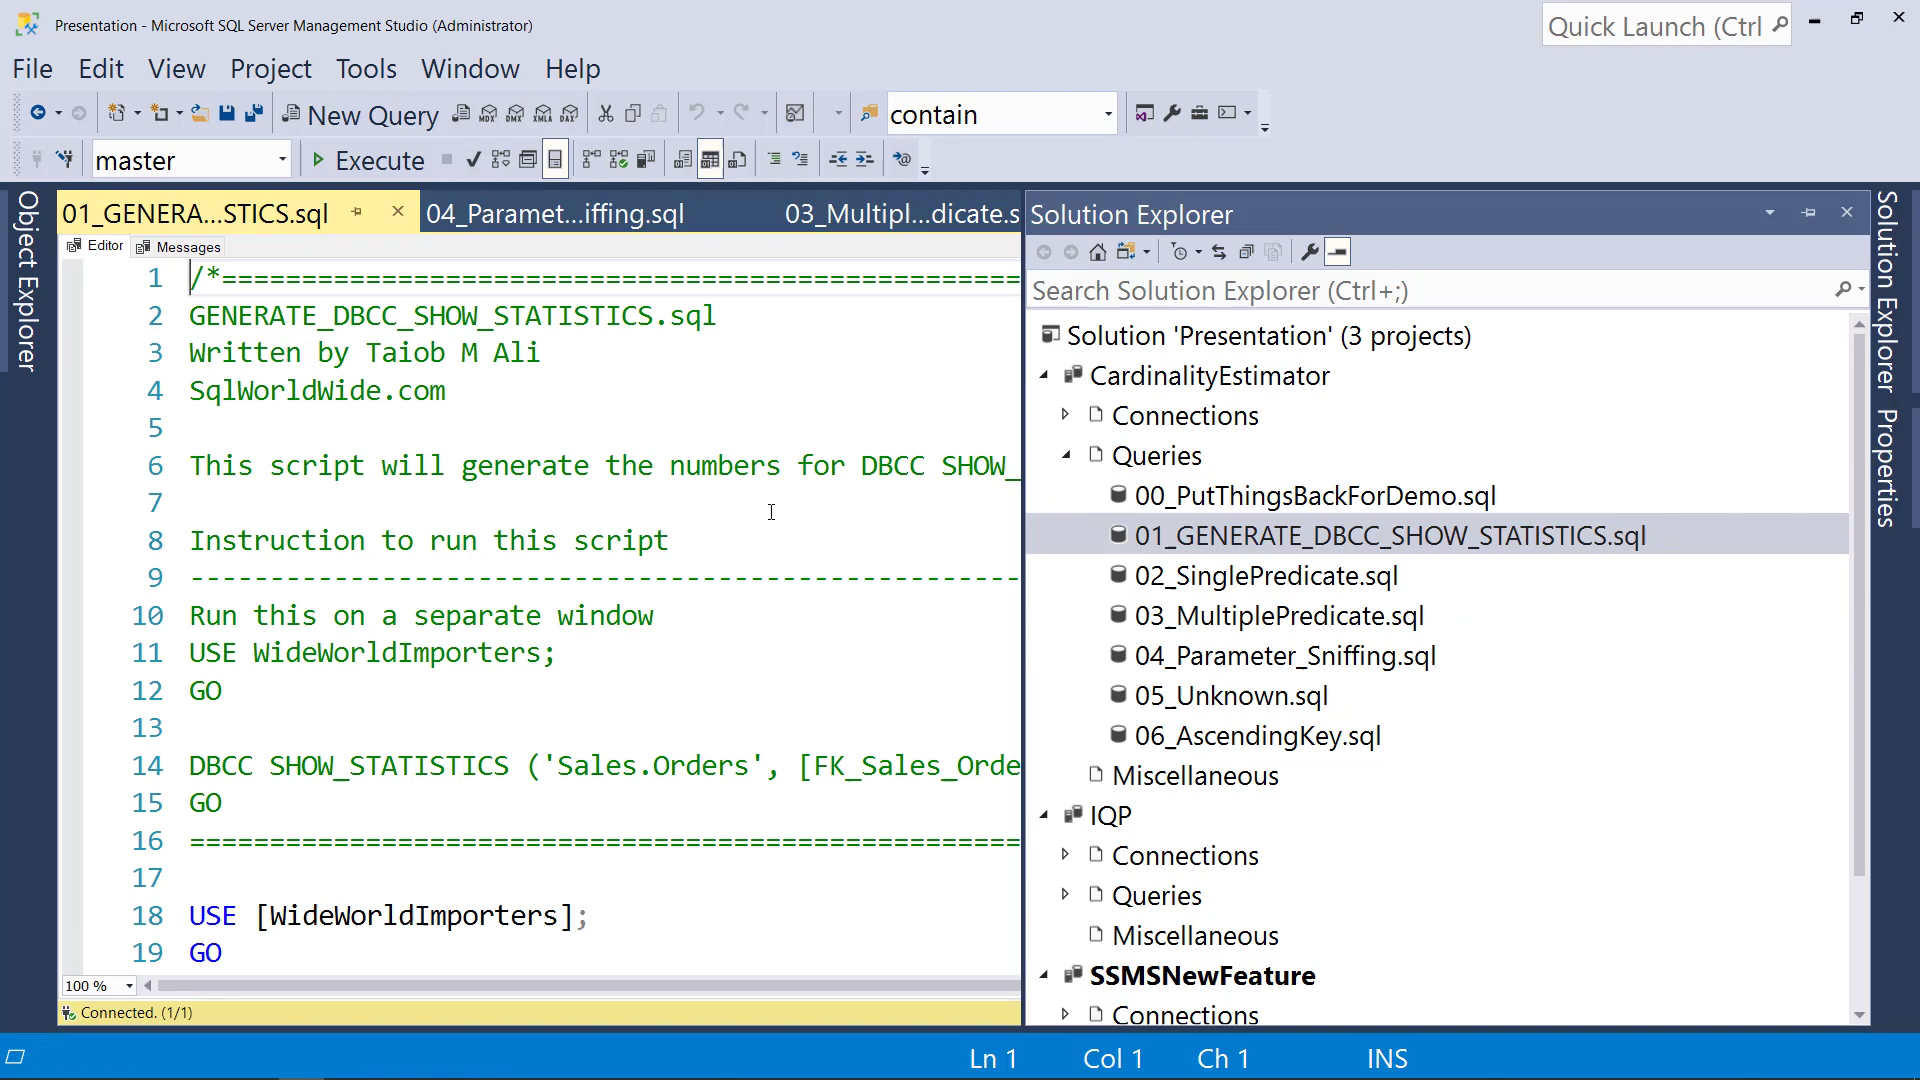 Presentation - Microsoft SQL Server Management Studio (Administrator)
Quick Launch (Ctrl
File Edit View Project Tools Window Help
New Query MDX DMX XMLA DAX contain
master Execute
01_GENERA...STICS.sql 04_Paramet...iffing.sql 03_Multipl...dicate.s
Editor Messages
1 /*====================================================
2 GENERATE_DBCC_SHOW_STATISTICS.sql
3 Written by Taiob M Ali
4 SqlWorldWide.com
5
6 This script will generate the numbers for DBCC SHOW_
7
8 Instruction to run this script
9 ----------------------------------------------------
10 Run this on a separate window
11 USE WideWorldImporters;
12 GO
13
14 DBCC SHOW_STATISTICS ('Sales.Orders', [FK_Sales_Orde
15 GO
16 ====================================================
17
18 USE [WideWorldImporters];
19 GO
100 %
Connected. (1/1)
Object Explorer
Solution Explorer
Search Solution Explorer (Ctrl+;)
Solution 'Presentation' (3 projects)
CardinalityEstimator
Connections
Queries
00_PutThingsBackForDemo.sql
01_GENERATE_DBCC_SHOW_STATISTICS.sql
02_SinglePredicate.sql
03_MultiplePredicate.sql
04_Parameter_Sniffing.sql
05_Unknown.sql
06_AscendingKey.sql
Miscellaneous
IQP
Connections
Queries
Miscellaneous
SSMSNewFeature
Connections
Solution Explorer
Properties
Ln 1 Col 1 Ch 1 INS